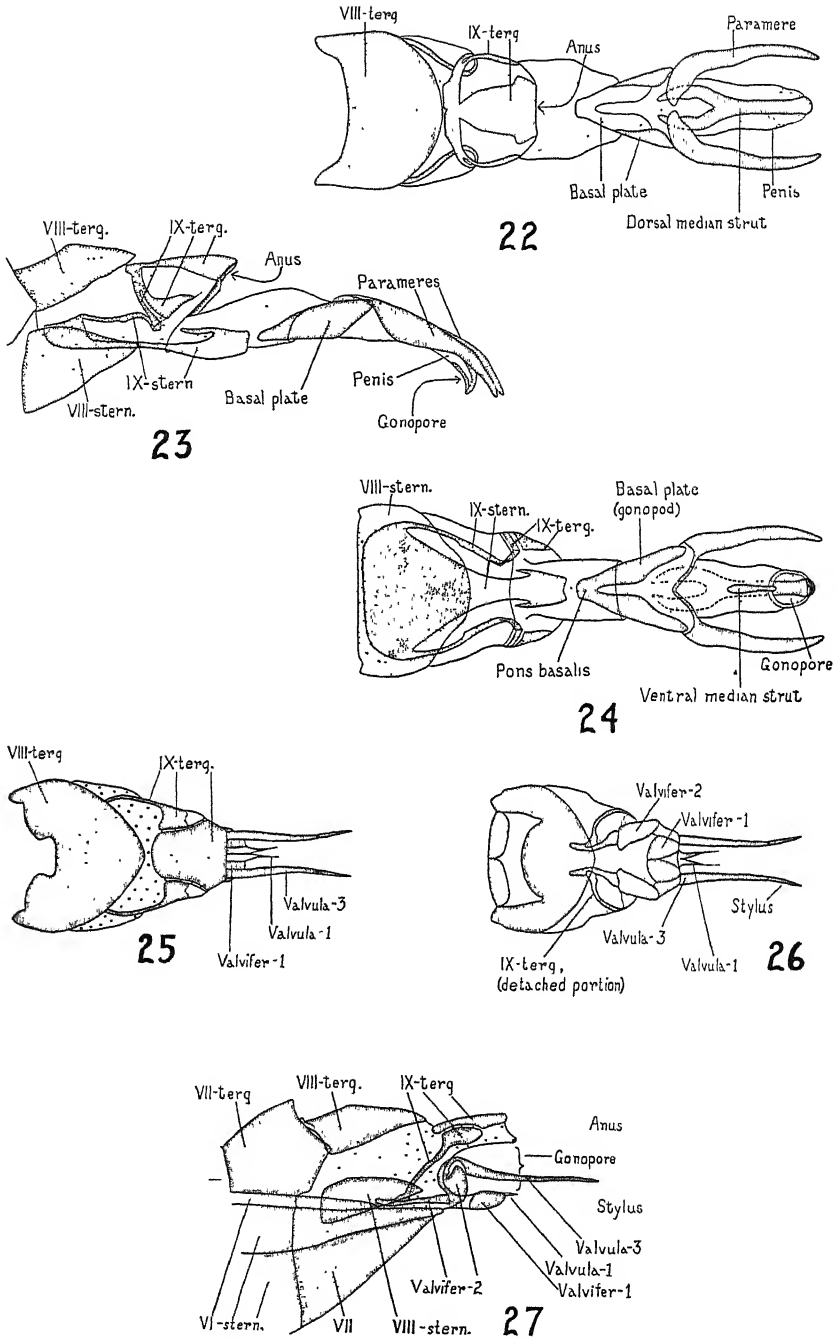 VIII-terg
IX-terg
Anus
Paramere
Basal plate
Penis
Dorsal median strut
22
VIII-terg.
IX-terg.
Anus
Parameres
IX-stern
Basal plate
Penis
VIII-stern.
Gonopore
23
VIII-stern.
IX-stern.
IX-terg.
Basal plate
(gonopod)
Pons basalis
Gonopore
Ventral median strut
24
VIII-terg
IX-terg.
Valvula-3
Valvula-1
Valvifer-1
25
Valvifer-2
Valvifer-1
Stylus
Valvula-3
Valvula-1
IX-terg,
(detached portion)
26
VII-terg
VIII-terg.
IX-terg
Anus
Gonopore
Stylus
Valvula-3
Valvula-1
Valvifer-1
Valvifer-2
VI-stern.
VII
VIII-stern.
27